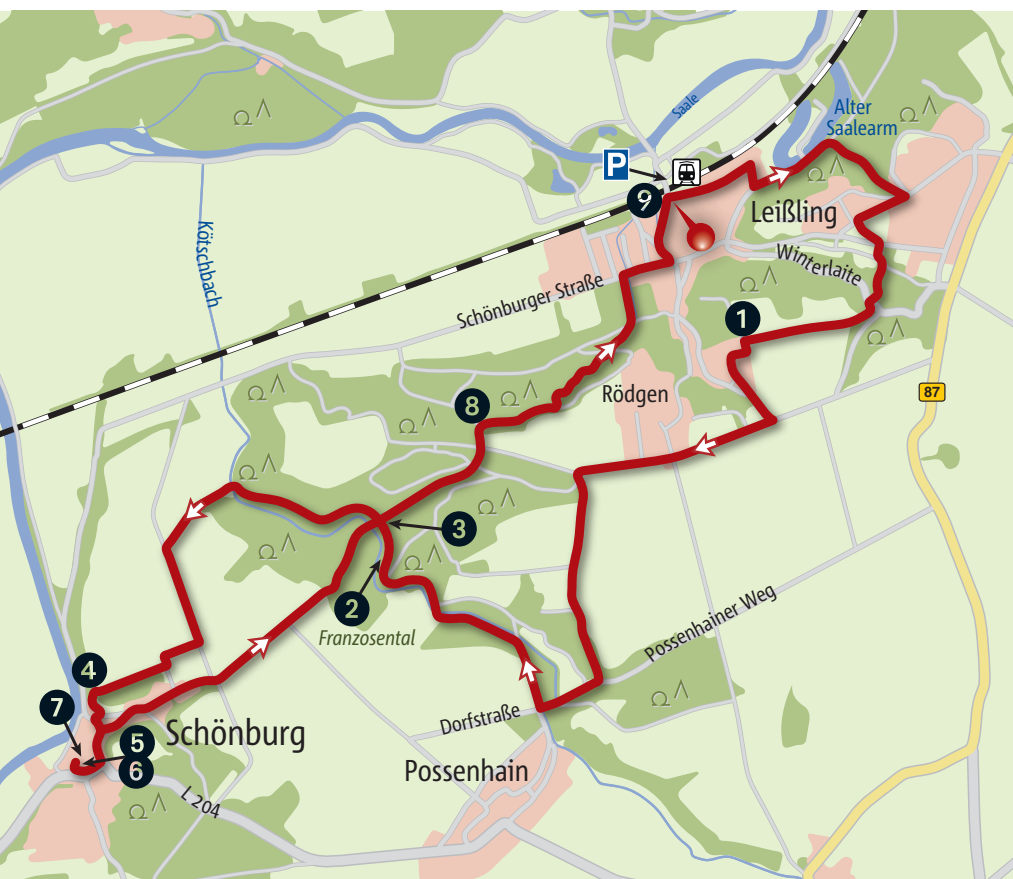 Saale
Alter
Saalearm
P
9
Leißling
Kötschbach
Winterlaite
Schönburger Straße
1
87
Rödgen
8
3
2
Franzosental
Possenhainer Weg
4
7
Schönburg
Dorfstraße
5
6
Possenhain
L 204